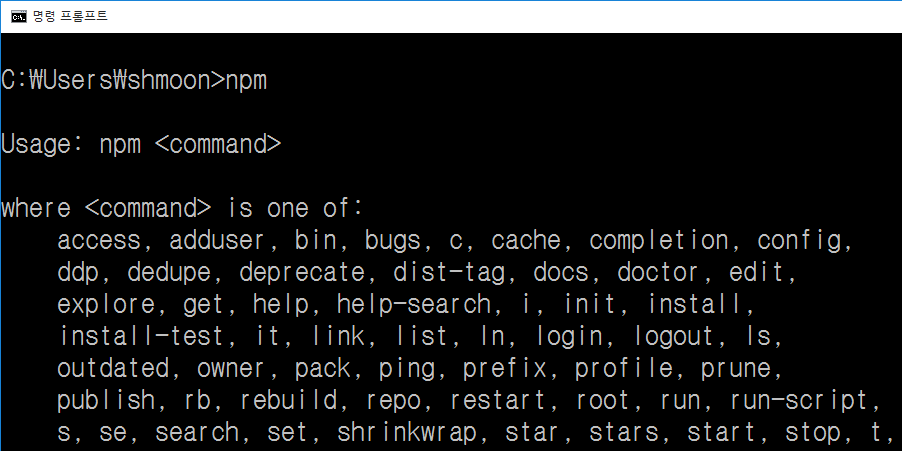 명령 프롬프트
C:₩Users₩shmoon>npm
Usage: npm <command>
where <command> is one of:
access, adduser, bin, bugs, c, cache, completion, config,
ddp, dedupe, deprecate, dist-tag, docs, doctor, edit,
explore, get, help, help-search, i, init, install,
install-test, it, link, list, ln, login, logout, ls,
outdated, owner, pack, ping, prefix, profile, prune,
publish, rb, rebuild, repo, restart, root, run, run-script,
s, se, search, set, shrinkwrap, star, stars, start, stop, t,